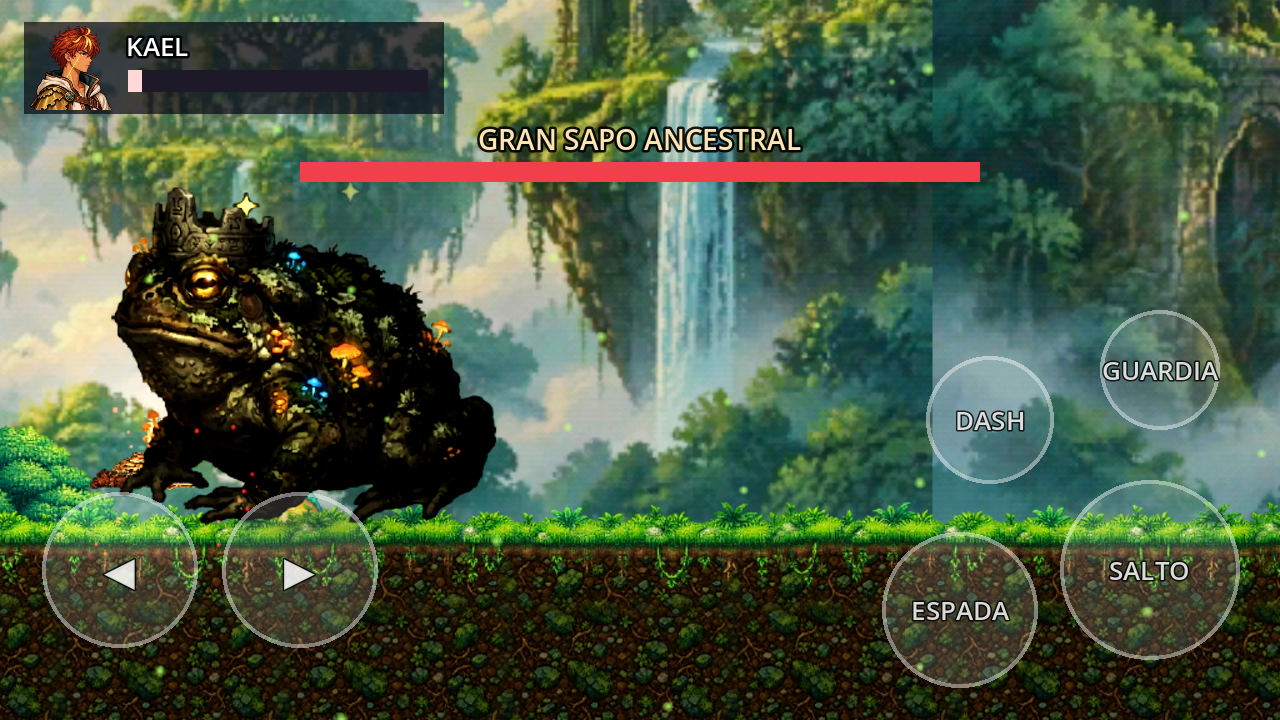 KAEL
GRAN SAPO ANCESTRAL
GUARDIA
DASH
SALTO
ESPADA